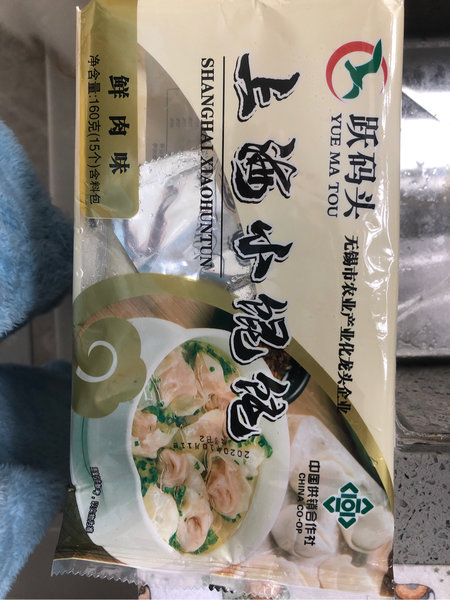 跃码头
YUE MA TOU
无锡市农业产业化龙头企业
上海小馄饨
SHANGHAI XIAOHUNTUN
鲜肉味
净含量:160克(15个)含料包
中国供销合作社
CHINA CO-OP